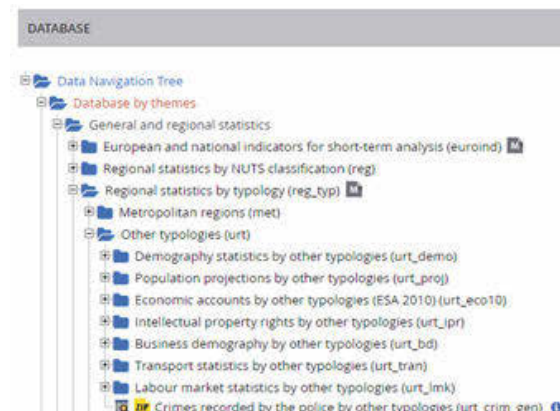 DATABASE
Data Navigation Tree
Database by themes
General and regional statistics
European and national indicators for short-term analysis (euroind) M
Regional statistics by NUTS classification (reg)
Regional statistics by typology (reg_typ) M
Metropolitan regions (met)
Other typologies (urt)
Demography statistics by other typologies (urt_demo)
Population projections by other typologies (urt_proj)
Economic accounts by other typologies (ESA 2010) (urt_eco10)
Intellectual property rights by other typologies (urt_ipr)
Business demography by other typologies (urt_bd)
Transport statistics by other typologies (urt_tran)
Labour market statistics by other typologies (urt_lmk)
ZIP Crimes recorded by the police by other typologies (urt_crim_gen)